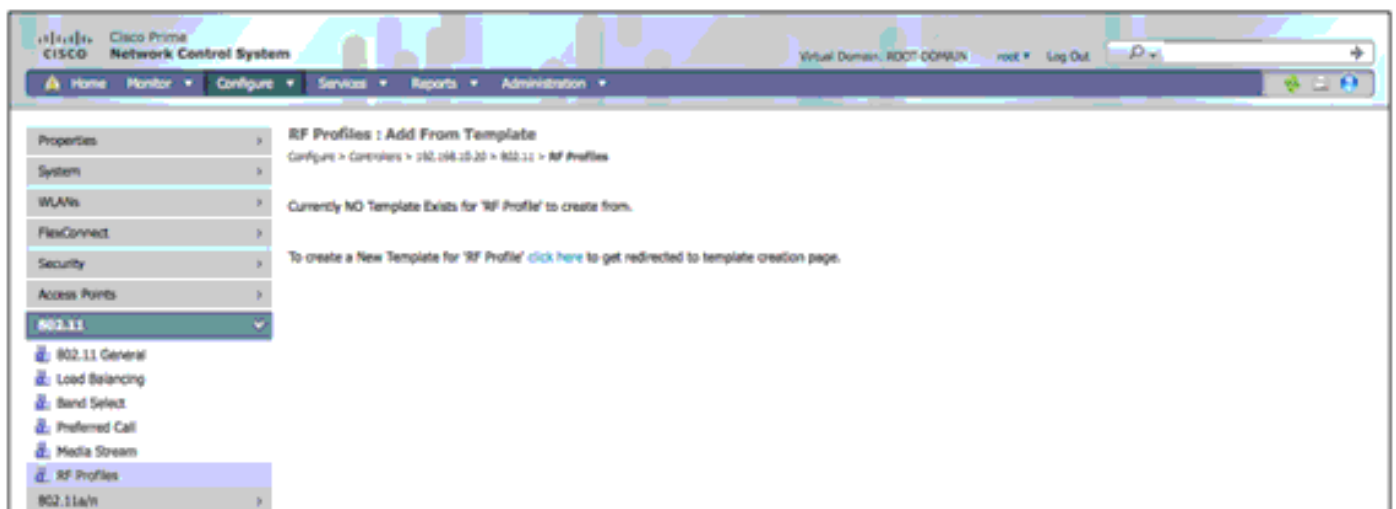 Cisco Prime
CISCO Network Control System
Virtual Domain: ROOT-DOMAIN root Log Out
Home Monitor Configure Services Reports Administration
Properties
System
WLANs
FlexConnect
Security
Access Points
802.11
802.11 General
Load Balancing
Band Select
Preferred Call
Media Stream
RF Profiles
802.11a/n
RF Profiles : Add From Template
Configure > Controllers > 192.168.10.20 > 802.11 > RF Profiles
Currently NO Template Exists for 'RF Profile' to create from.
To create a New Template for 'RF Profile' click here to get redirected to template creation page.